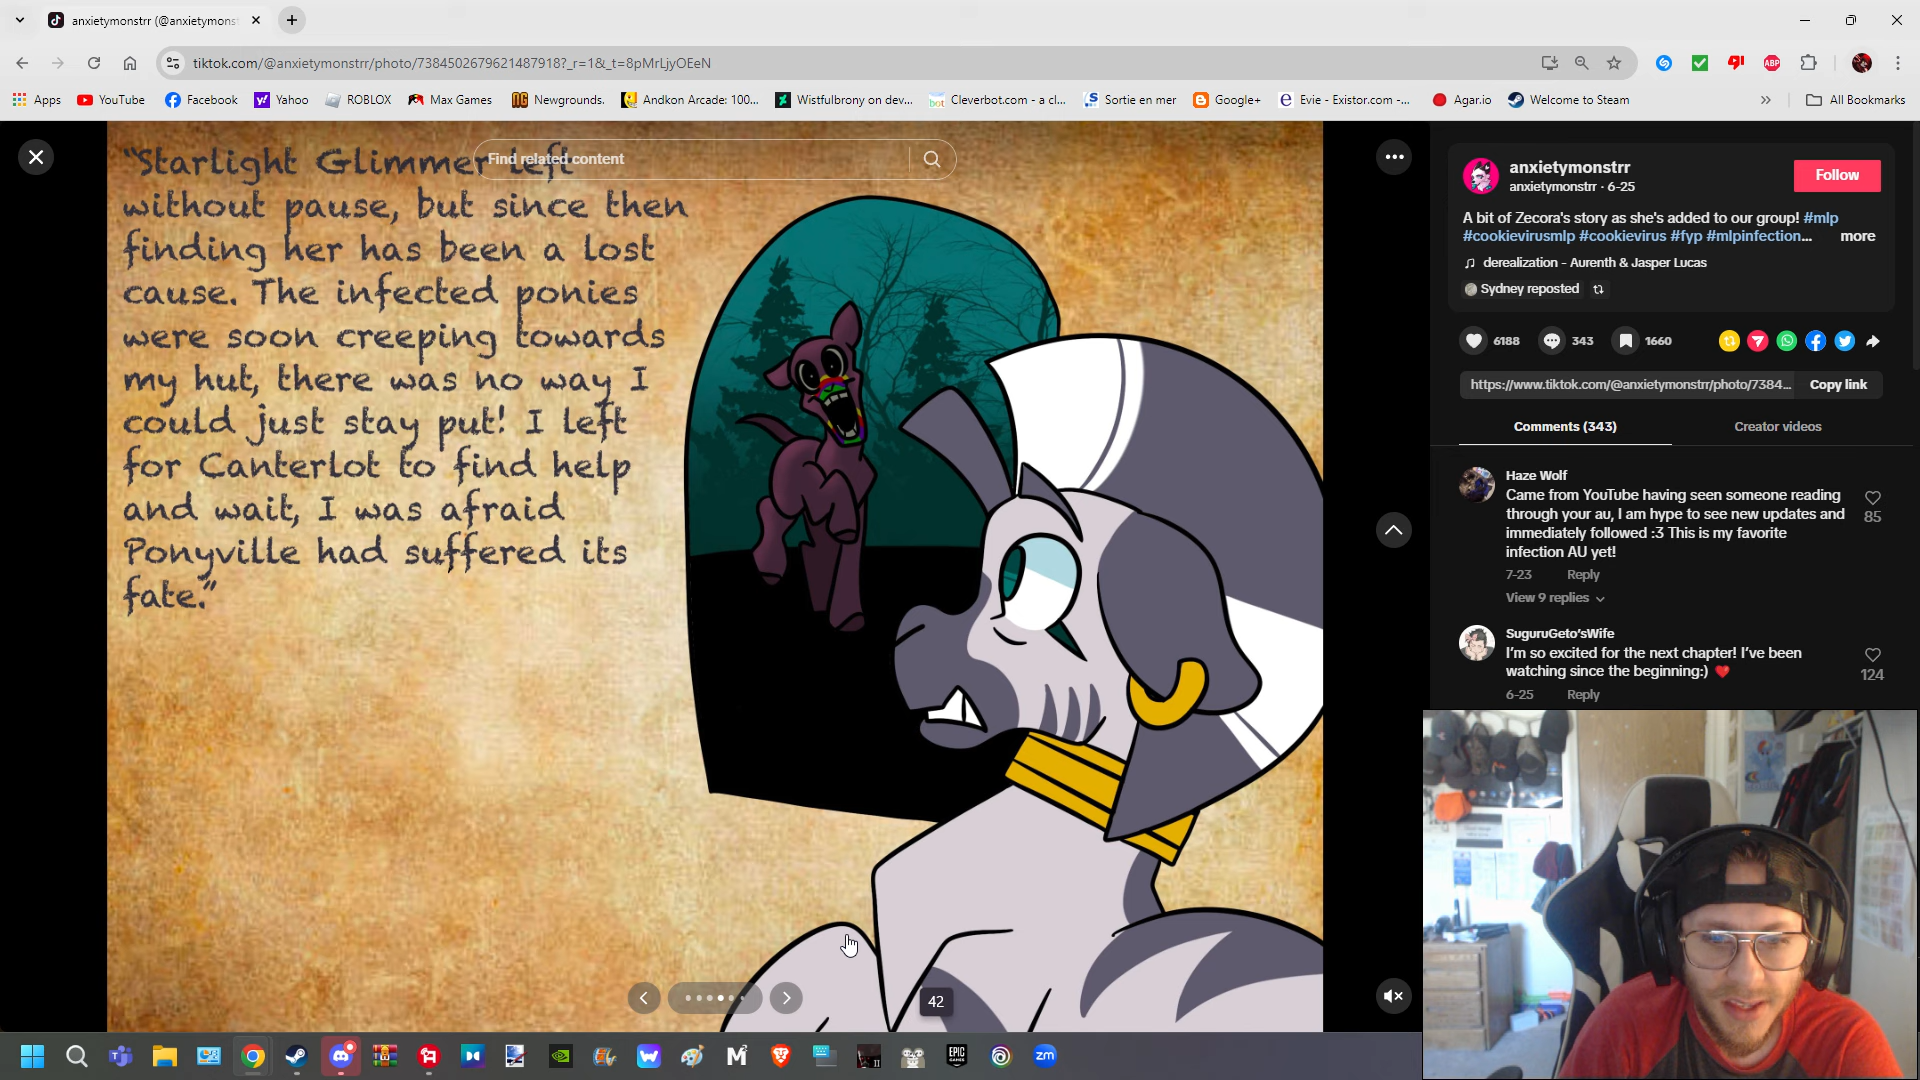 anxietymonstrr (@anxietymonst
tiktok.com/@anxietymonstrr/photo/7384502679621487918?_r=1&_t=8pMrLjyOEeN
Apps
YouTube
Facebook
Yahoo
ROBLOX
Max Games
Newgrounds.
Andkon Arcade: 100...
Wistfulbrony on dev...
Cleverbot.com - a cl...
Sortie en mer
Google+
Evie - Existor.com -...
Agar.io
Welcome to Steam
All Bookmarks
Find related content
"Starlight Glimmer left
without pause, but since then
finding her has been a lost
cause. The infected ponies
were soon creeping towards
my hut, there was no way I
could just stay put! I left
for Canterlot to find help
and wait, I was afraid
Ponyville had suffered its
fate."
42
anxietymonstrr
anxietymonstrr · 6-25
Follow
A bit of Zecora's story as she's added to our group! #mlp
#cookievirusmlp #cookievirus #fyp #mlpinfection... more
derealization - Aurenth & Jasper Lucas
Sydney reposted
6188
343
1660
https://www.tiktok.com/@anxietymonstrr/photo/7384...
Copy link
Comments (343)
Creator videos
Haze Wolf
Came from YouTube having seen someone reading
through your au, I am hype to see new updates and
immediately followed :3 This is my favorite
infection AU yet!
85
7-23 Reply
View 9 replies
SuguruGeto'sWife
I'm so excited for the next chapter! I've been
watching since the beginning:) ❤️
124
6-25 Reply
ABP
EPIC
GAMES
zm